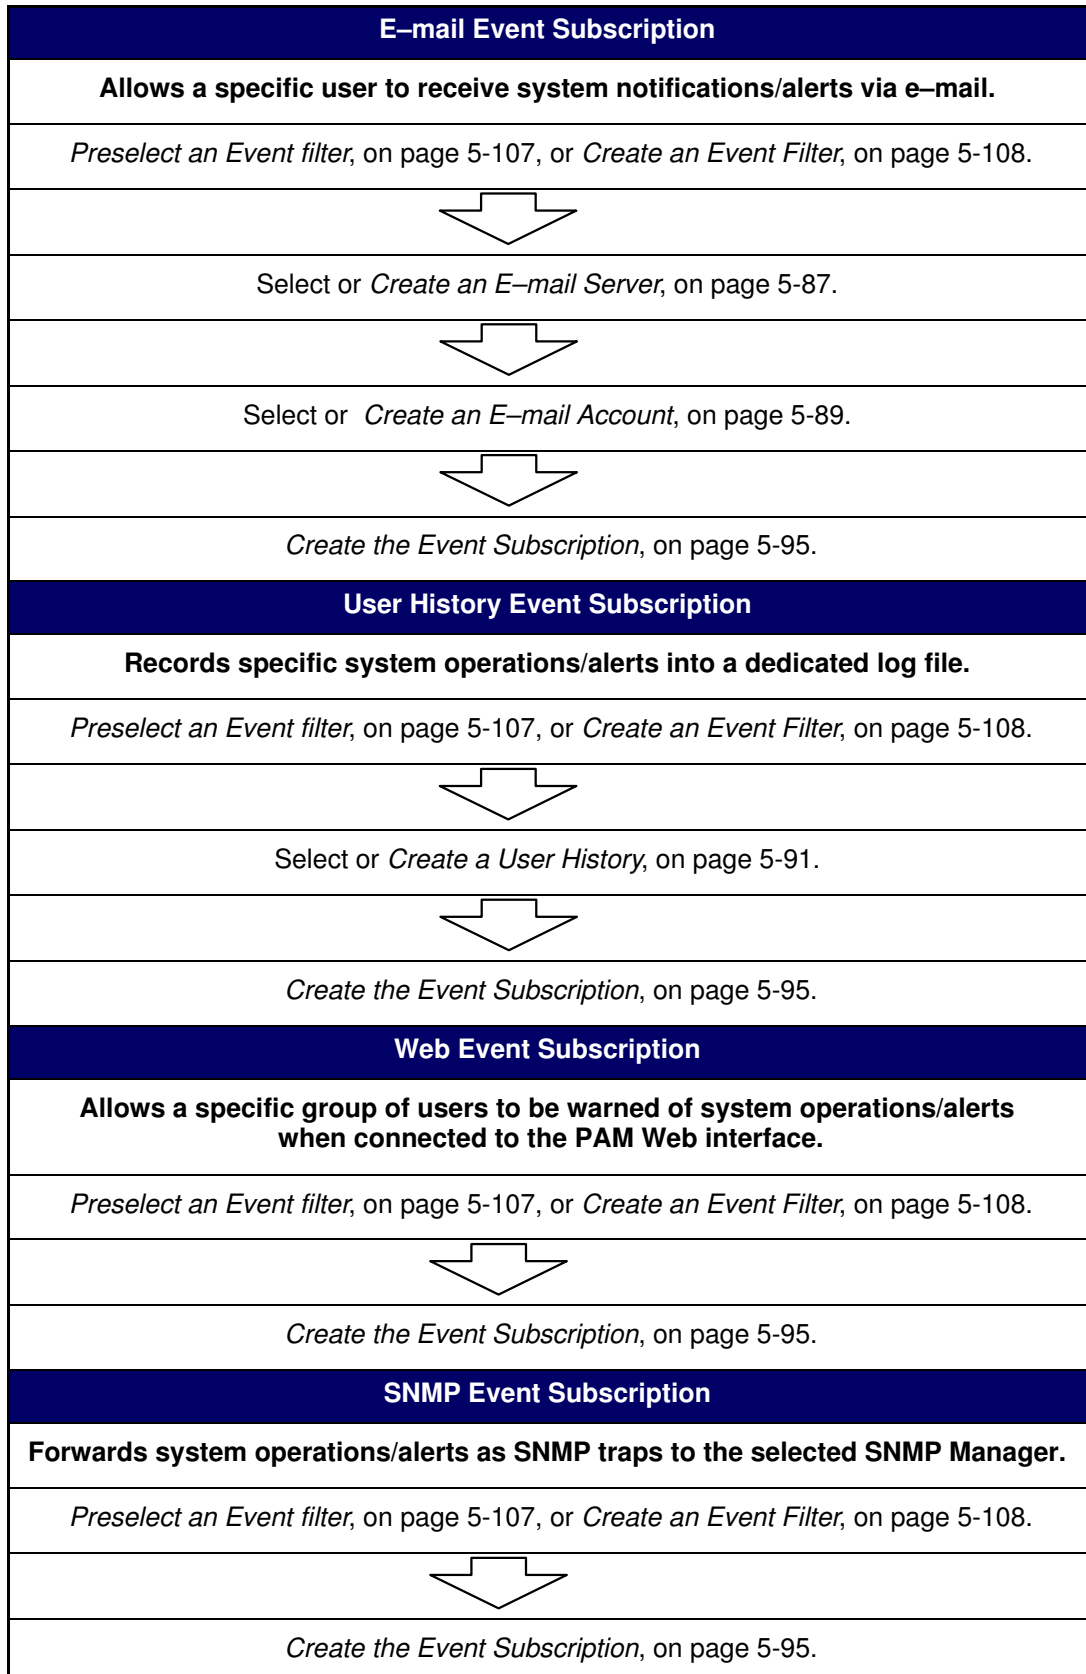 E–mail Event Subscription
Allows a specific user to receive system notifications/alerts via e–mail.
Preselect an Event filter, on page 5-107, or Create an Event Filter, on page 5-108.
Select or Create an E–mail Server, on page 5-87.
Select or Create an E–mail Account, on page 5-89.
Create the Event Subscription, on page 5-95.
User History Event Subscription
Records specific system operations/alerts into a dedicated log file.
Preselect an Event filter, on page 5-107, or Create an Event Filter, on page 5-108.
Select or Create a User History, on page 5-91.
Create the Event Subscription, on page 5-95.
Web Event Subscription
Allows a specific group of users to be warned of system operations/alerts
when connected to the PAM Web interface.
Preselect an Event filter, on page 5-107, or Create an Event Filter, on page 5-108.
Create the Event Subscription, on page 5-95.
SNMP Event Subscription
Forwards system operations/alerts as SNMP traps to the selected SNMP Manager.
Preselect an Event filter, on page 5-107, or Create an Event Filter, on page 5-108.
Create the Event Subscription, on page 5-95.